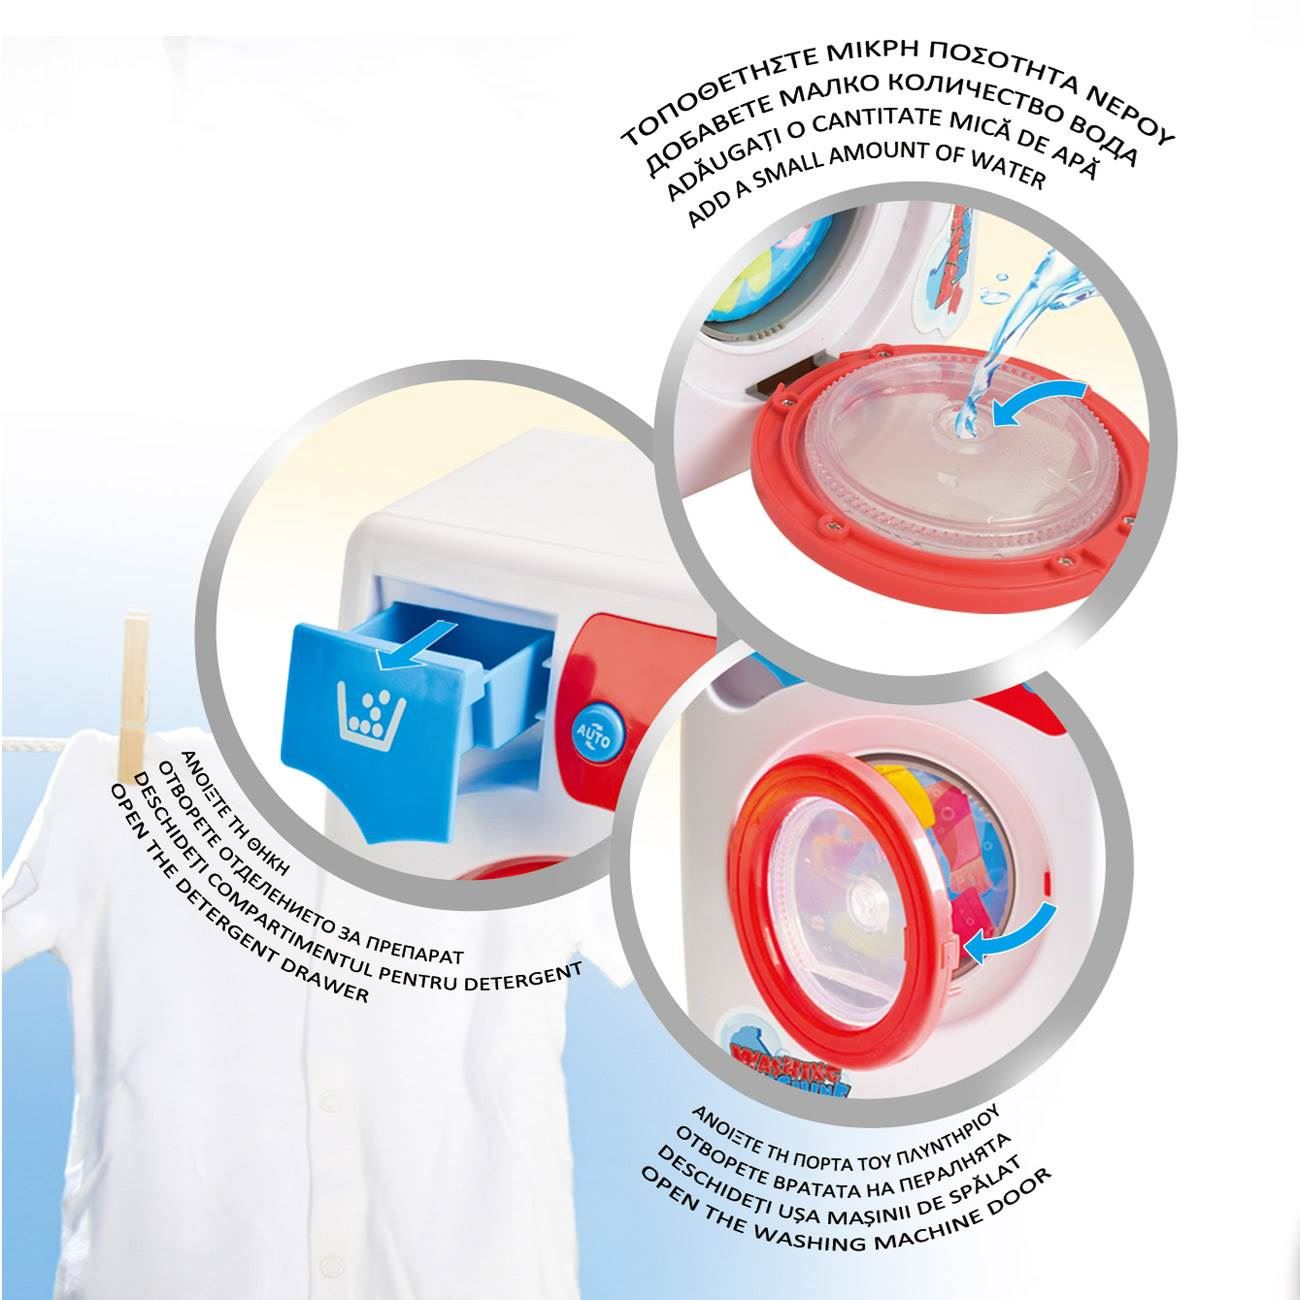 ΤΟΠΟΘΕΤΗΣΤΕ ΜΙΚΡΗ ΠΟΣΟΤΗΤΑ ΝΕΡΟΥ
ДОБАВЕТЕ МАЛКО КОЛИЧЕСТВО ВОДА
ADĂUGAȚI O CANTITATE MICĂ DE APĂ
ADD A SMALL AMOUNT OF WATER
AUTO
ΑΝΟΙΞΤΕ ΤΗ ΘΗΚΗ
ОТВОРЕТЕ ОТДЕЛЕНИЕТО ЗА ПРЕПАРАТ
DESCHIDEȚI COMPARTIMENTUL PENTRU DETERGENT
OPEN THE DETERGENT DRAWER
WASHING
ΑΝΟΙΞΤΕ ΤΗ ΠΟΡΤΑ ΤΟΥ ΠΛΥΝΤΗΡΙΟΥ
ОТВОРЕТЕ ВРАТАТА НА ПЕРАЛНЯТА
DESCHIDEȚI UȘA MAȘINII DE SPĂLAT
OPEN THE WASHING MACHINE DOOR